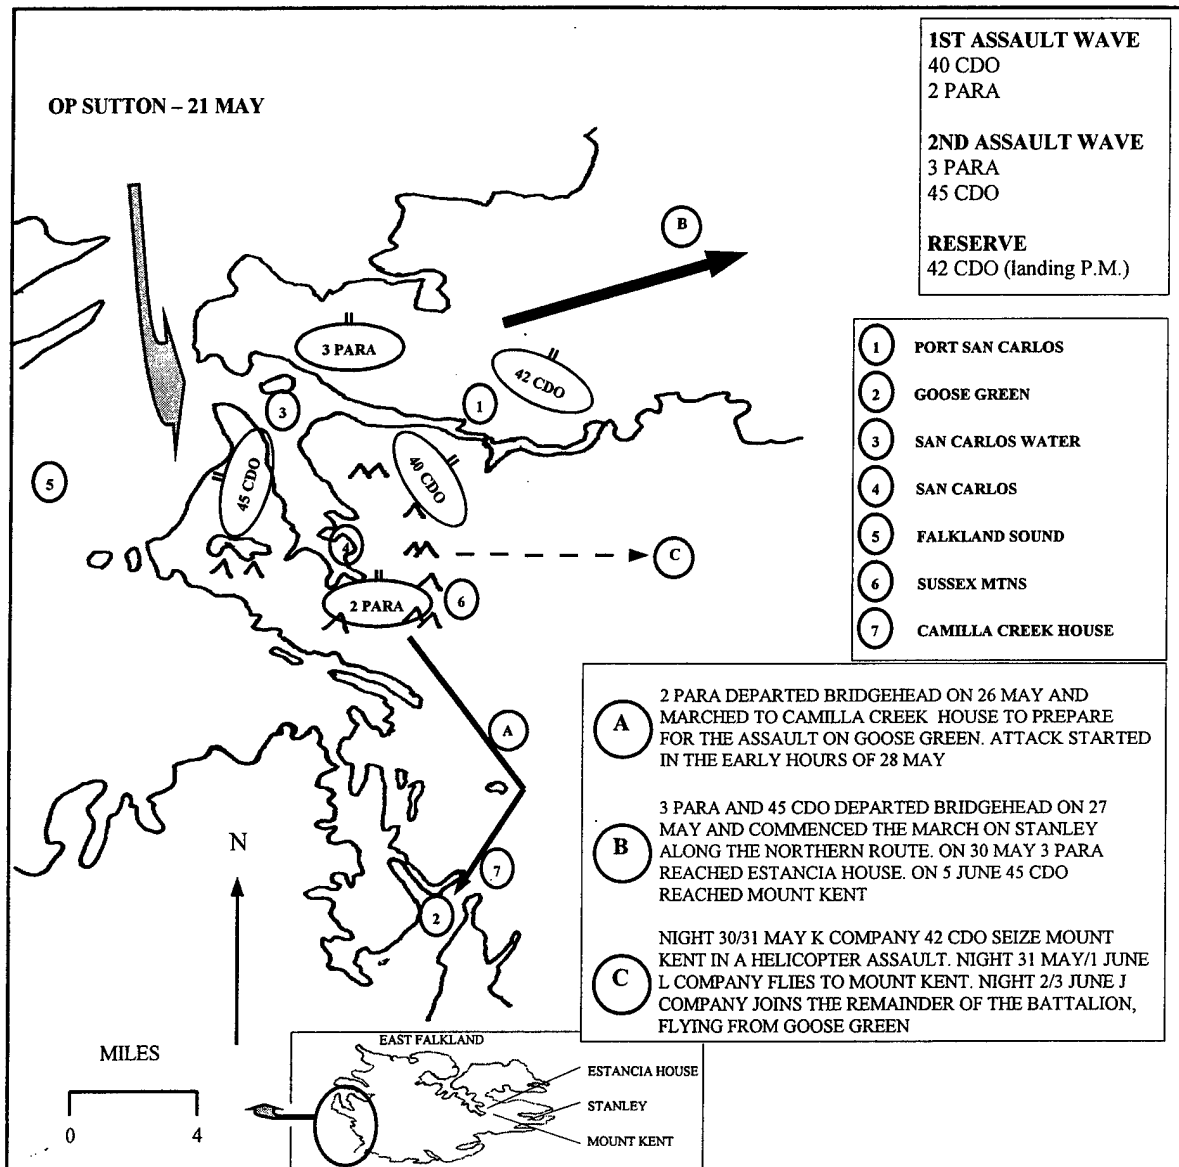 OP SUTTON – 21 MAY
1ST ASSAULT WAVE
40 CDO
2 PARA
2ND ASSAULT WAVE
3 PARA
45 CDO
RESERVE
42 CDO (landing P.M.)
B
3 PARA
42 CDO
1
3
45 CDO
40 CDO
5
4
C
2 PARA
6
A
7
2
1 PORT SAN CARLOS
2 GOOSE GREEN
3 SAN CARLOS WATER
4 SAN CARLOS
5 FALKLAND SOUND
6 SUSSEX MTNS
7 CAMILLA CREEK HOUSE
A
2 PARA DEPARTED BRIDGEHEAD ON 26 MAY AND
MARCHED TO CAMILLA CREEK HOUSE TO PREPARE
FOR THE ASSAULT ON GOOSE GREEN. ATTACK STARTED
IN THE EARLY HOURS OF 28 MAY
B
3 PARA AND 45 CDO DEPARTED BRIDGEHEAD ON 27
MAY AND COMMENCED THE MARCH ON STANLEY
ALONG THE NORTHERN ROUTE. ON 30 MAY 3 PARA
REACHED ESTANCIA HOUSE. ON 5 JUNE 45 CDO
REACHED MOUNT KENT
C
NIGHT 30/31 MAY K COMPANY 42 CDO SEIZE MOUNT
KENT IN A HELICOPTER ASSAULT. NIGHT 31 MAY/1 JUNE
L COMPANY FLIES TO MOUNT KENT. NIGHT 2/3 JUNE J
COMPANY JOINS THE REMAINDER OF THE BATTALION,
FLYING FROM GOOSE GREEN
N
MILES
0 4
EAST FALKLAND
ESTANCIA HOUSE
STANLEY
MOUNT KENT